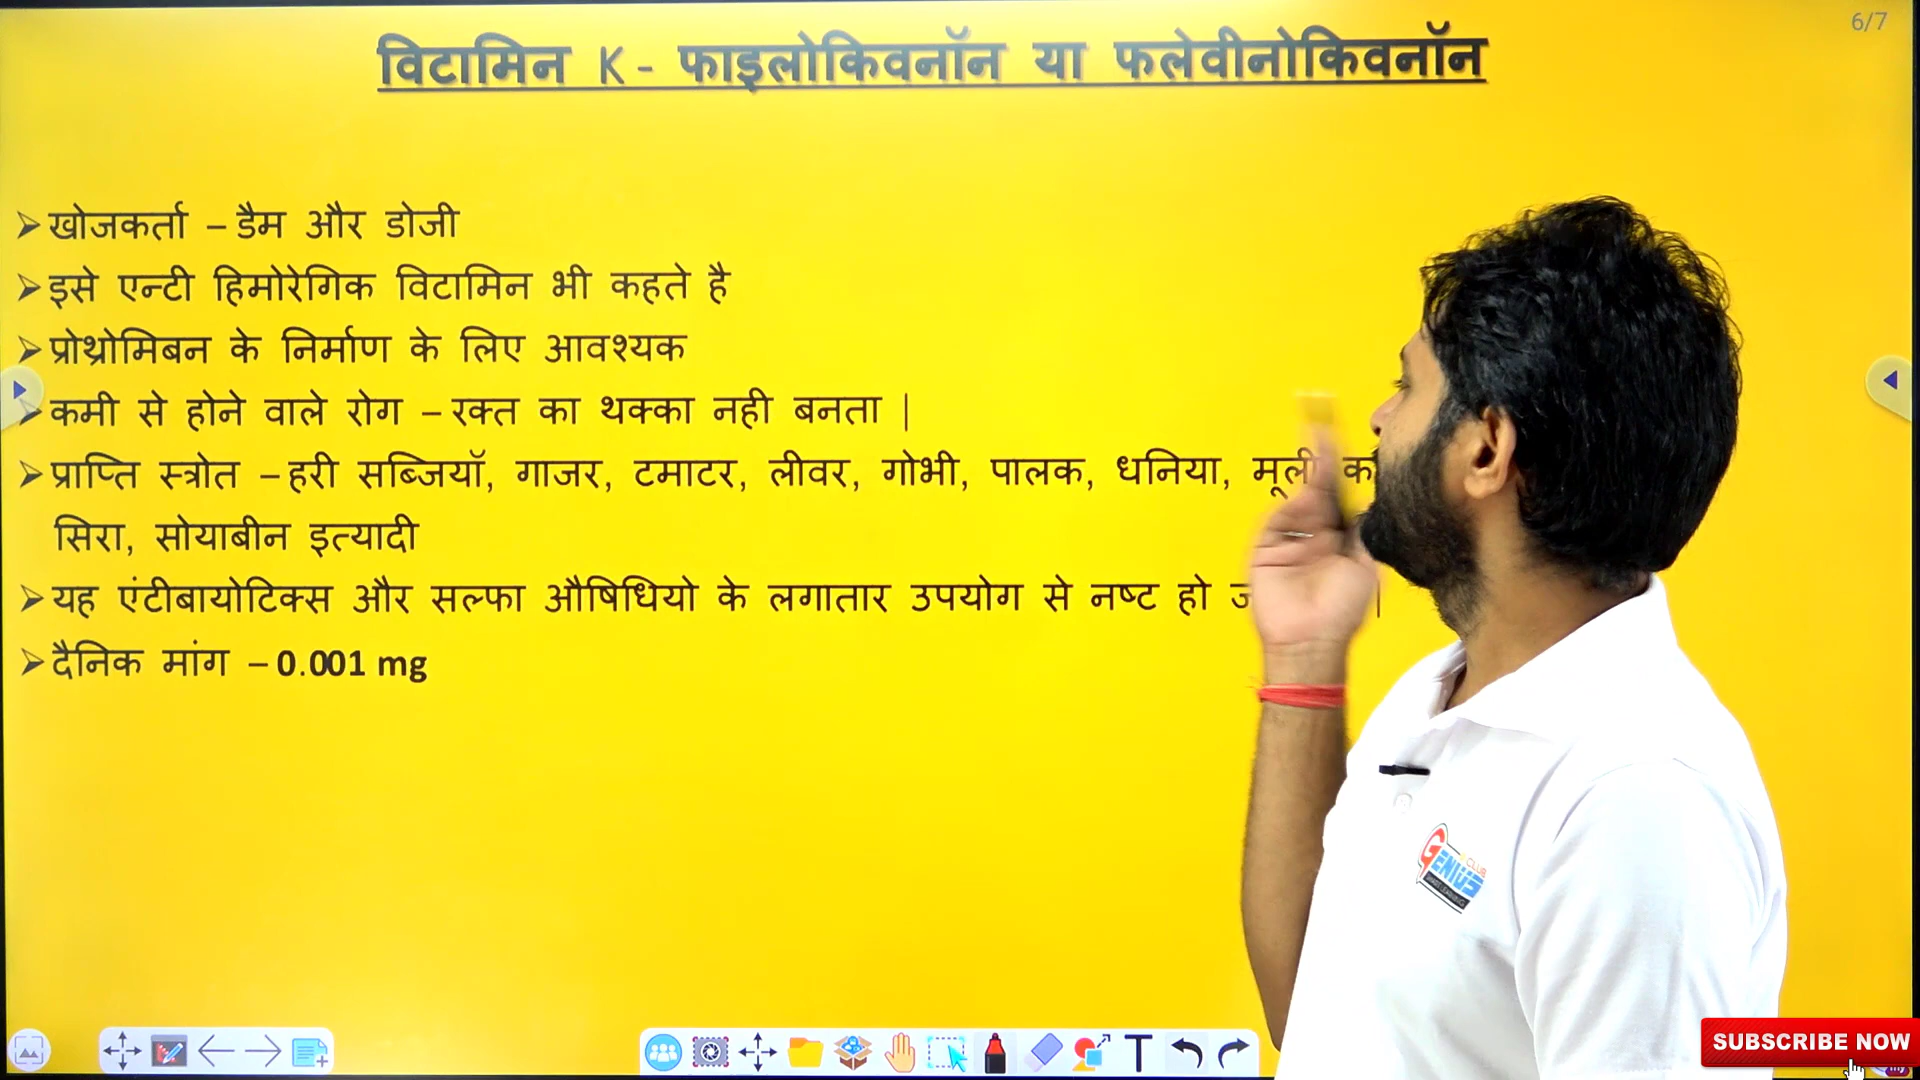 6/7
विटामिन K - फाइलोकिवनॉन या फलेवीनोकिवनॉन
खोजकर्ता – डैम और डोजी
इसे एन्टी हिमोरेगिक विटामिन भी कहते है
प्रोथ्रोमिबन के निर्माण के लिए आवश्यक
कमी से होने वाले रोग – रक्त का थक्का नही बनता |
प्राप्ति स्त्रोत – हरी सब्जियॉ, गाजर, टमाटर, लीवर, गोभी, पालक, धनिया, मूली
सिरा, सोयाबीन इत्यादी
यह एंटीबायोटिक्स और सल्फा औषिधियो के लगातार उपयोग से नष्ट हो |
दैनिक मांग – 0.001 mg
CLUB
GENIUS
T
SUBSCRIBE NOW